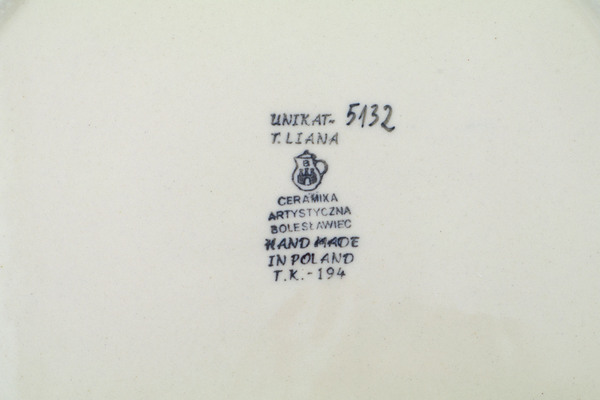 UNIKAT- 5132
T. LIANA
B
CERAMIKA
ARTYSTYCZNA
BOLESŁAWIEC
HAND MADE
IN POLAND
T.K.-194